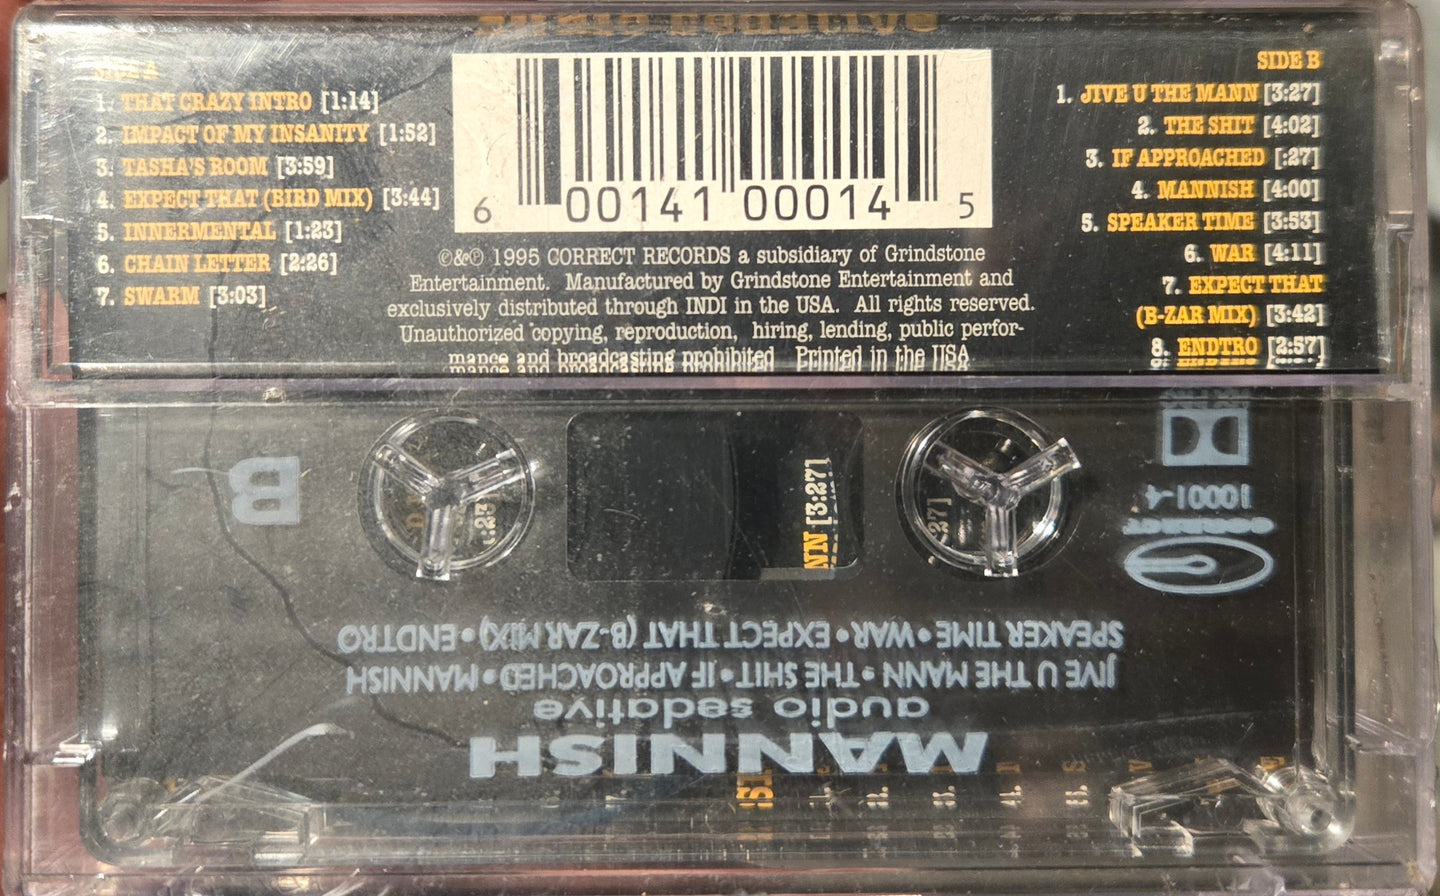 audio sedative
SIDE A
1. THAT CRAZY INTRO [1:14]
2. IMPACT OF MY INSANITY [1:52]
3. TASHA'S ROOM [3:59]
4. EXPECT THAT (BIRD MIX) [3:44]
5. INNERMENTAL [1:23]
6. CHAIN LETTER [2:26]
7. SWARM [3:03]
6 00141 00014 5
©&℗ 1995 CORRECT RECORDS a subsidiary of Grindstone
Entertainment. Manufactured by Grindstone Entertainment and
exclusively distributed through INDI in the USA. All rights reserved.
Unauthorized copying, reproduction, hiring, lending, public perfor-
mance and broadcasting prohibited Printed in the USA
SIDE B
1. JIVE U THE MANN [3:27]
2. THE SHIT [4:02]
3. IF APPROACHED [:27]
4. MANNISH [4:00]
5. SPEAKER TIME [3:53]
6. WAR [4:11]
7. EXPECT THAT
(B-ZAR MIX) [3:42]
8. ENDTRO [2:57]
B
NN [3:27]
:27]
10001-4
CORRECT
MANNISH
audio sedative
JIVE U THE MANN • THE SHIT • IF APPROACHED • MANNISH
SPEAKER TIME • WAR • EXPECT THAT (B-ZAR MIX) • ENDTRO